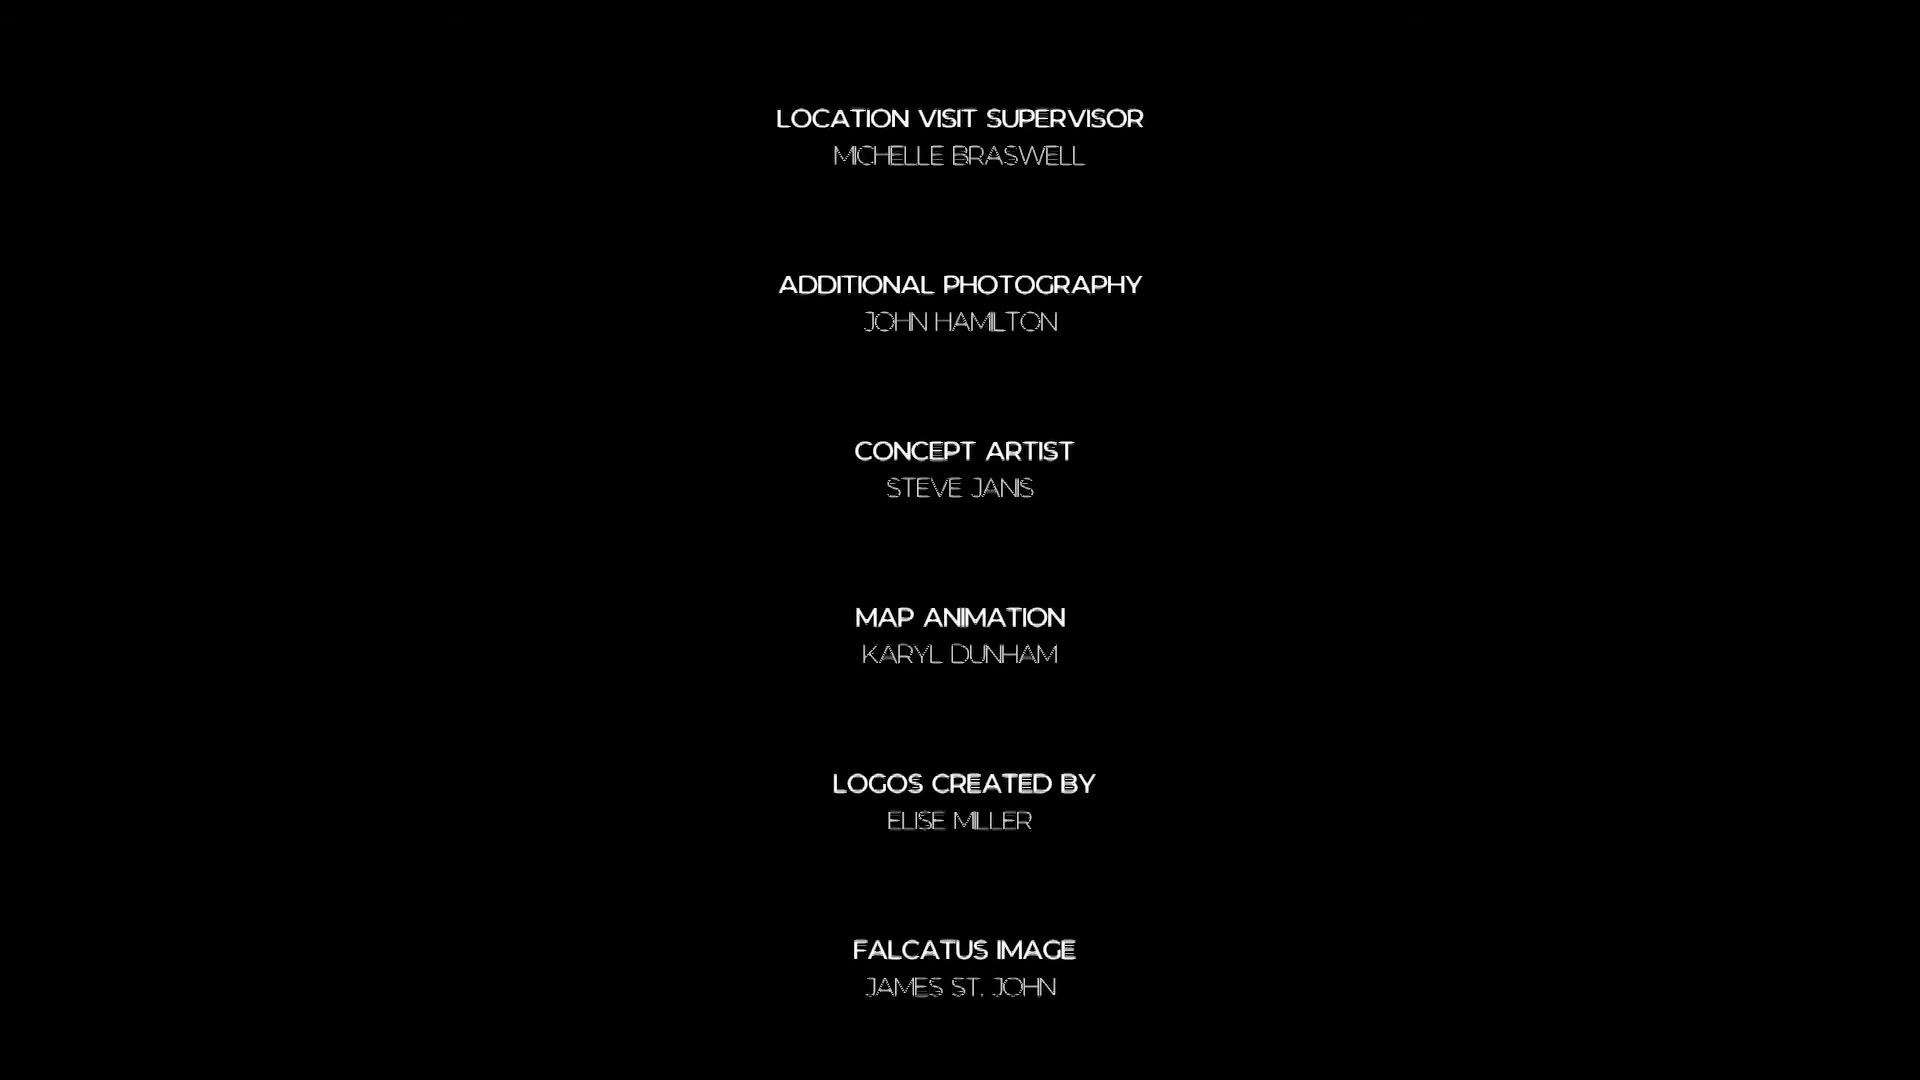 LOCATION VISIT SUPERVISOR
MICHELLE BRASWELL
ADDITIONAL PHOTOGRAPHY
JOHN HAMILTON
CONCEPT ARTIST
STEVE JANIS
MAP ANIMATION
KARYL DUNHAM
LOGOS CREATED BY
ELISE MILLER
FALCATUS IMAGE
JAMES ST. JOHN